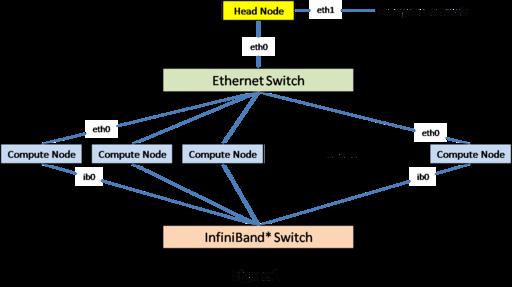 Head Node
eth1
eth0
Ethernet Switch
eth0
eth0
Compute Node
Compute Node
Compute Node
Compute Node
ib0
ib0
InfiniBand* Switch